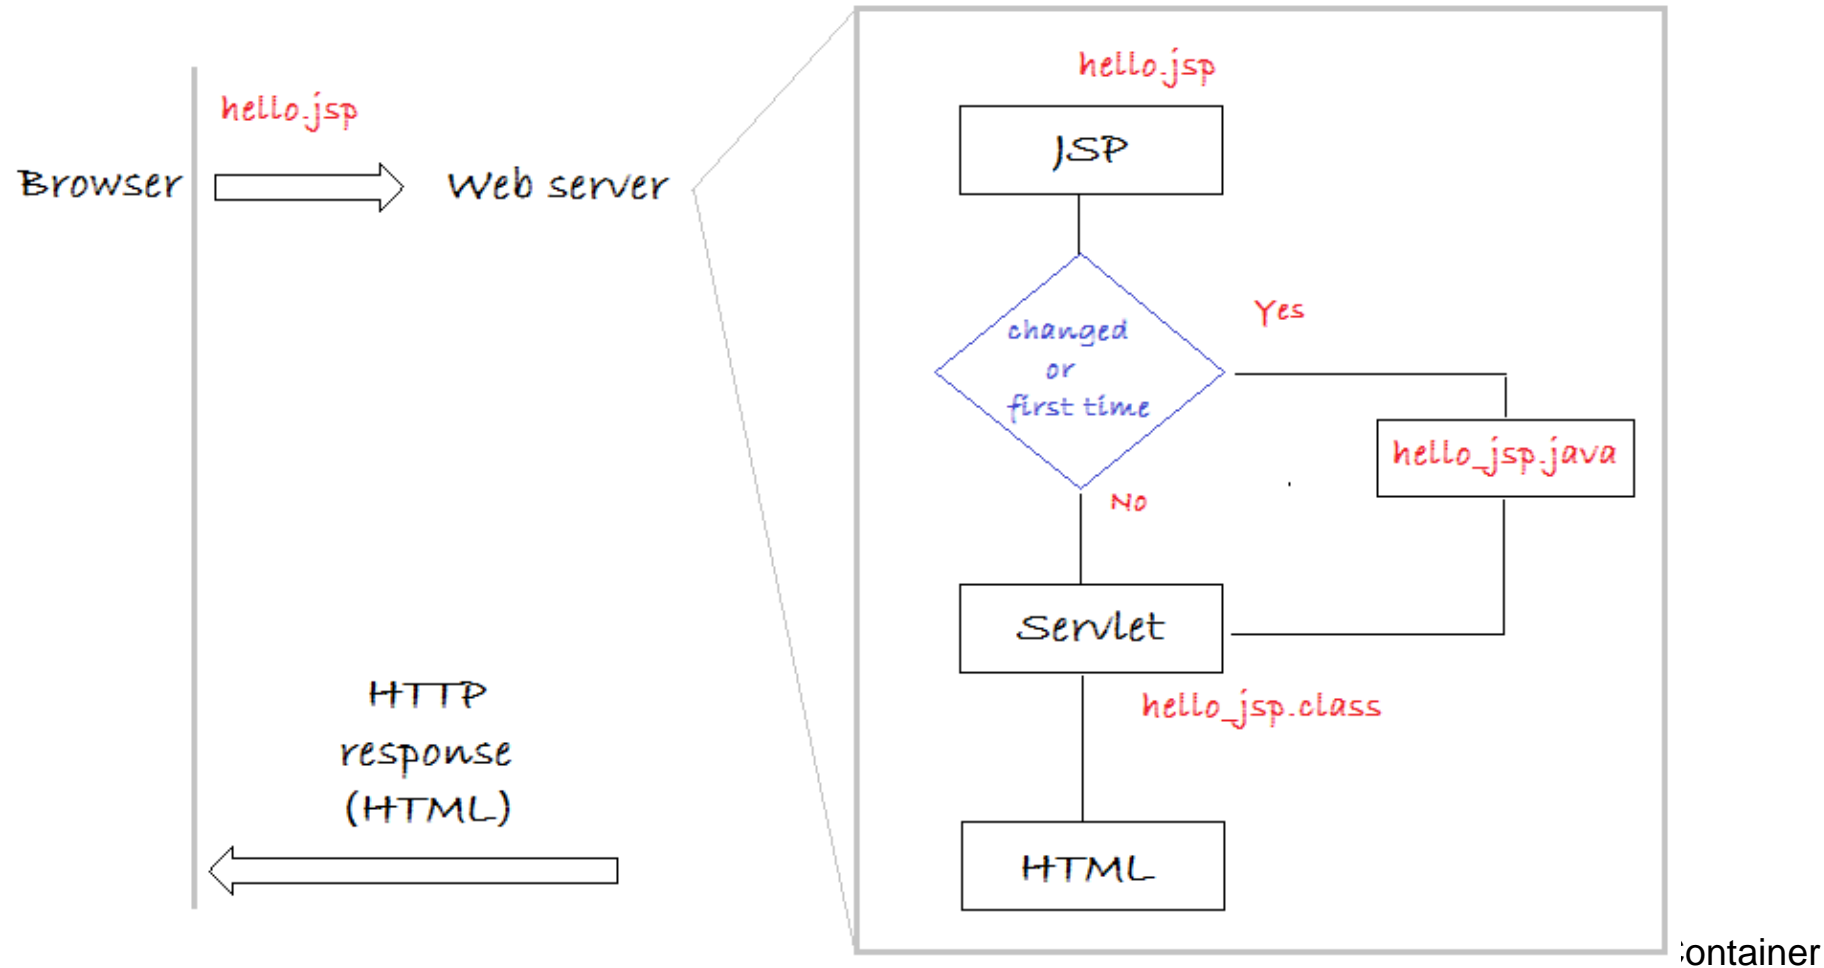 hello.jsp
Browser
Web server
hello.jsp
JSP
changed
or
first time
Yes
hello_jsp.java
No
Servlet
hello_jsp.class
HTML
HTTP
response
(HTML)